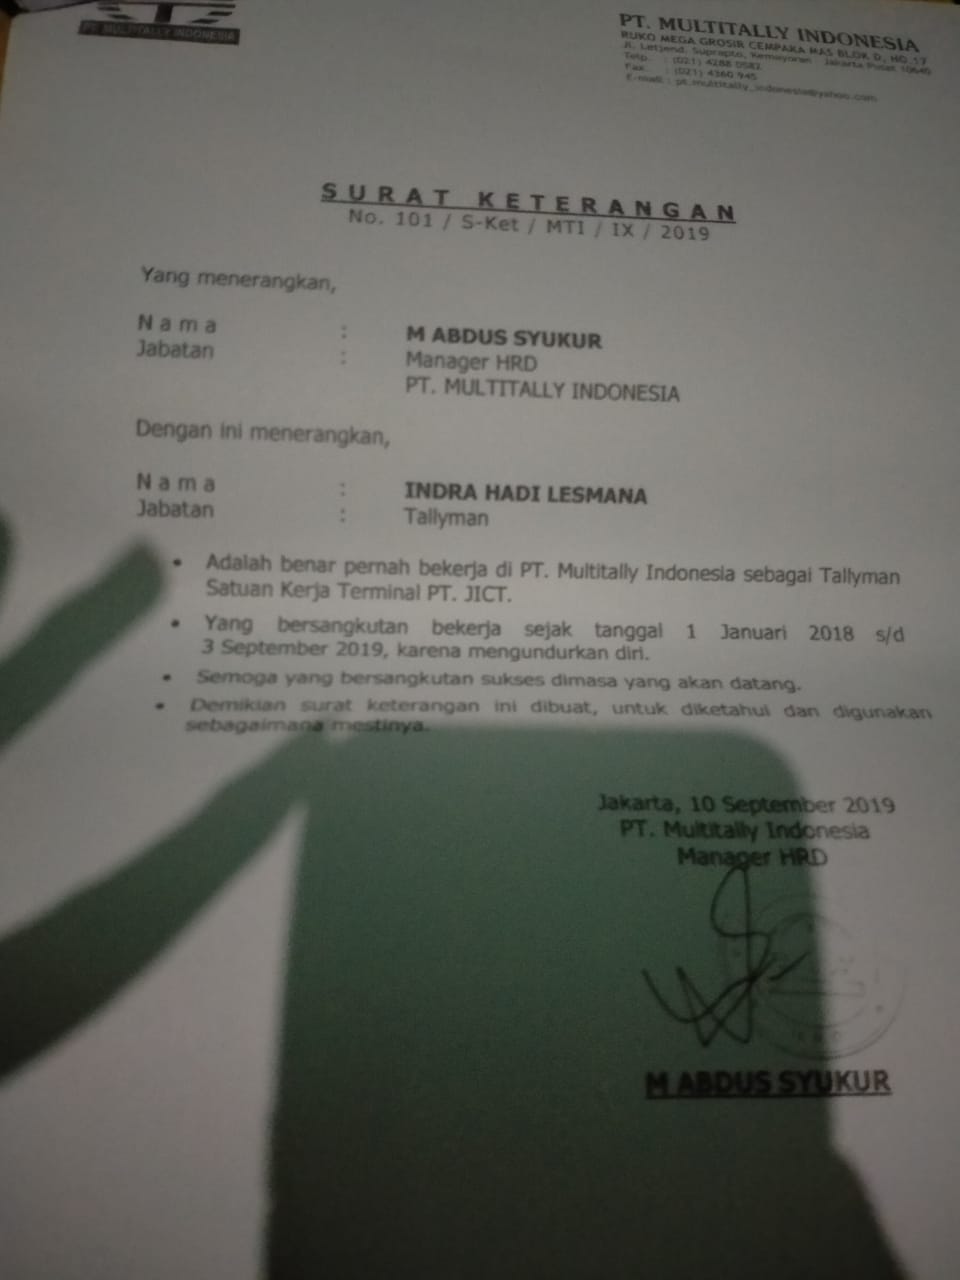 PT MULTITALLY INDONESIA
PT. MULTITALLY INDONESIA
RUKO MEGA GROSIR CEMPAKA MAS BLOK D, NO.17
Jl. Letjend. Suprapto, Kemayoran Jakarta Pusat 10640
Telp. : (021) 4288 0582
Fax. : (021) 4360 945
E-mail : pt.multitally_indonesia@yahoo.com
SURAT KETERANGAN
No. 101 / S-Ket / MTI / IX / 2019
Yang menerangkan,
N a m a : M ABDUS SYUKUR
Jabatan : Manager HRD
PT. MULTITALLY INDONESIA
Dengan ini menerangkan,
N a m a : INDRA HADI LESMANA
Jabatan : Tallyman
• Adalah benar pernah bekerja di PT. Multitally Indonesia sebagai Tallyman
Satuan Kerja Terminal PT. JICT.
• Yang bersangkutan bekerja sejak tanggal 1 Januari 2018 s/d
3 September 2019, karena mengundurkan diri.
• Semoga yang bersangkutan sukses dimasa yang akan datang.
• Demikian surat keterangan ini dibuat, untuk diketahui dan digunakan
sebagaimana mestinya.
Jakarta, 10 September 2019
PT. Multitally Indonesia
Manager HRD
M ABDUS SYUKUR